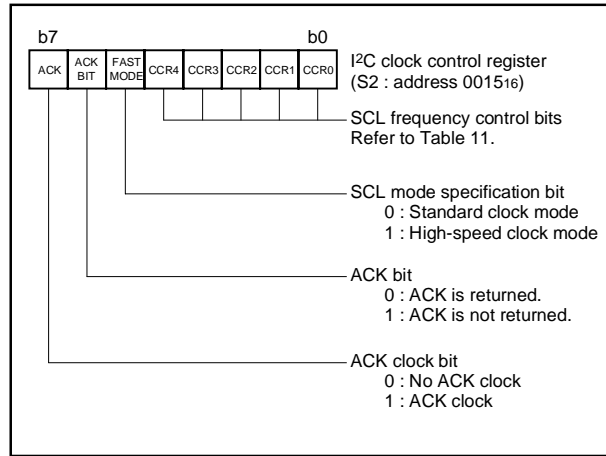 b7 b0
ACK ACK BIT FAST MODE CCR4 CCR3 CCR2 CCR1 CCR0
I2C clock control register
(S2 : address 001516)
SCL frequency control bits
Refer to Table 11.
SCL mode specification bit
0 : Standard clock mode
1 : High-speed clock mode
ACK bit
0 : ACK is returned.
1 : ACK is not returned.
ACK clock bit
0 : No ACK clock
1 : ACK clock